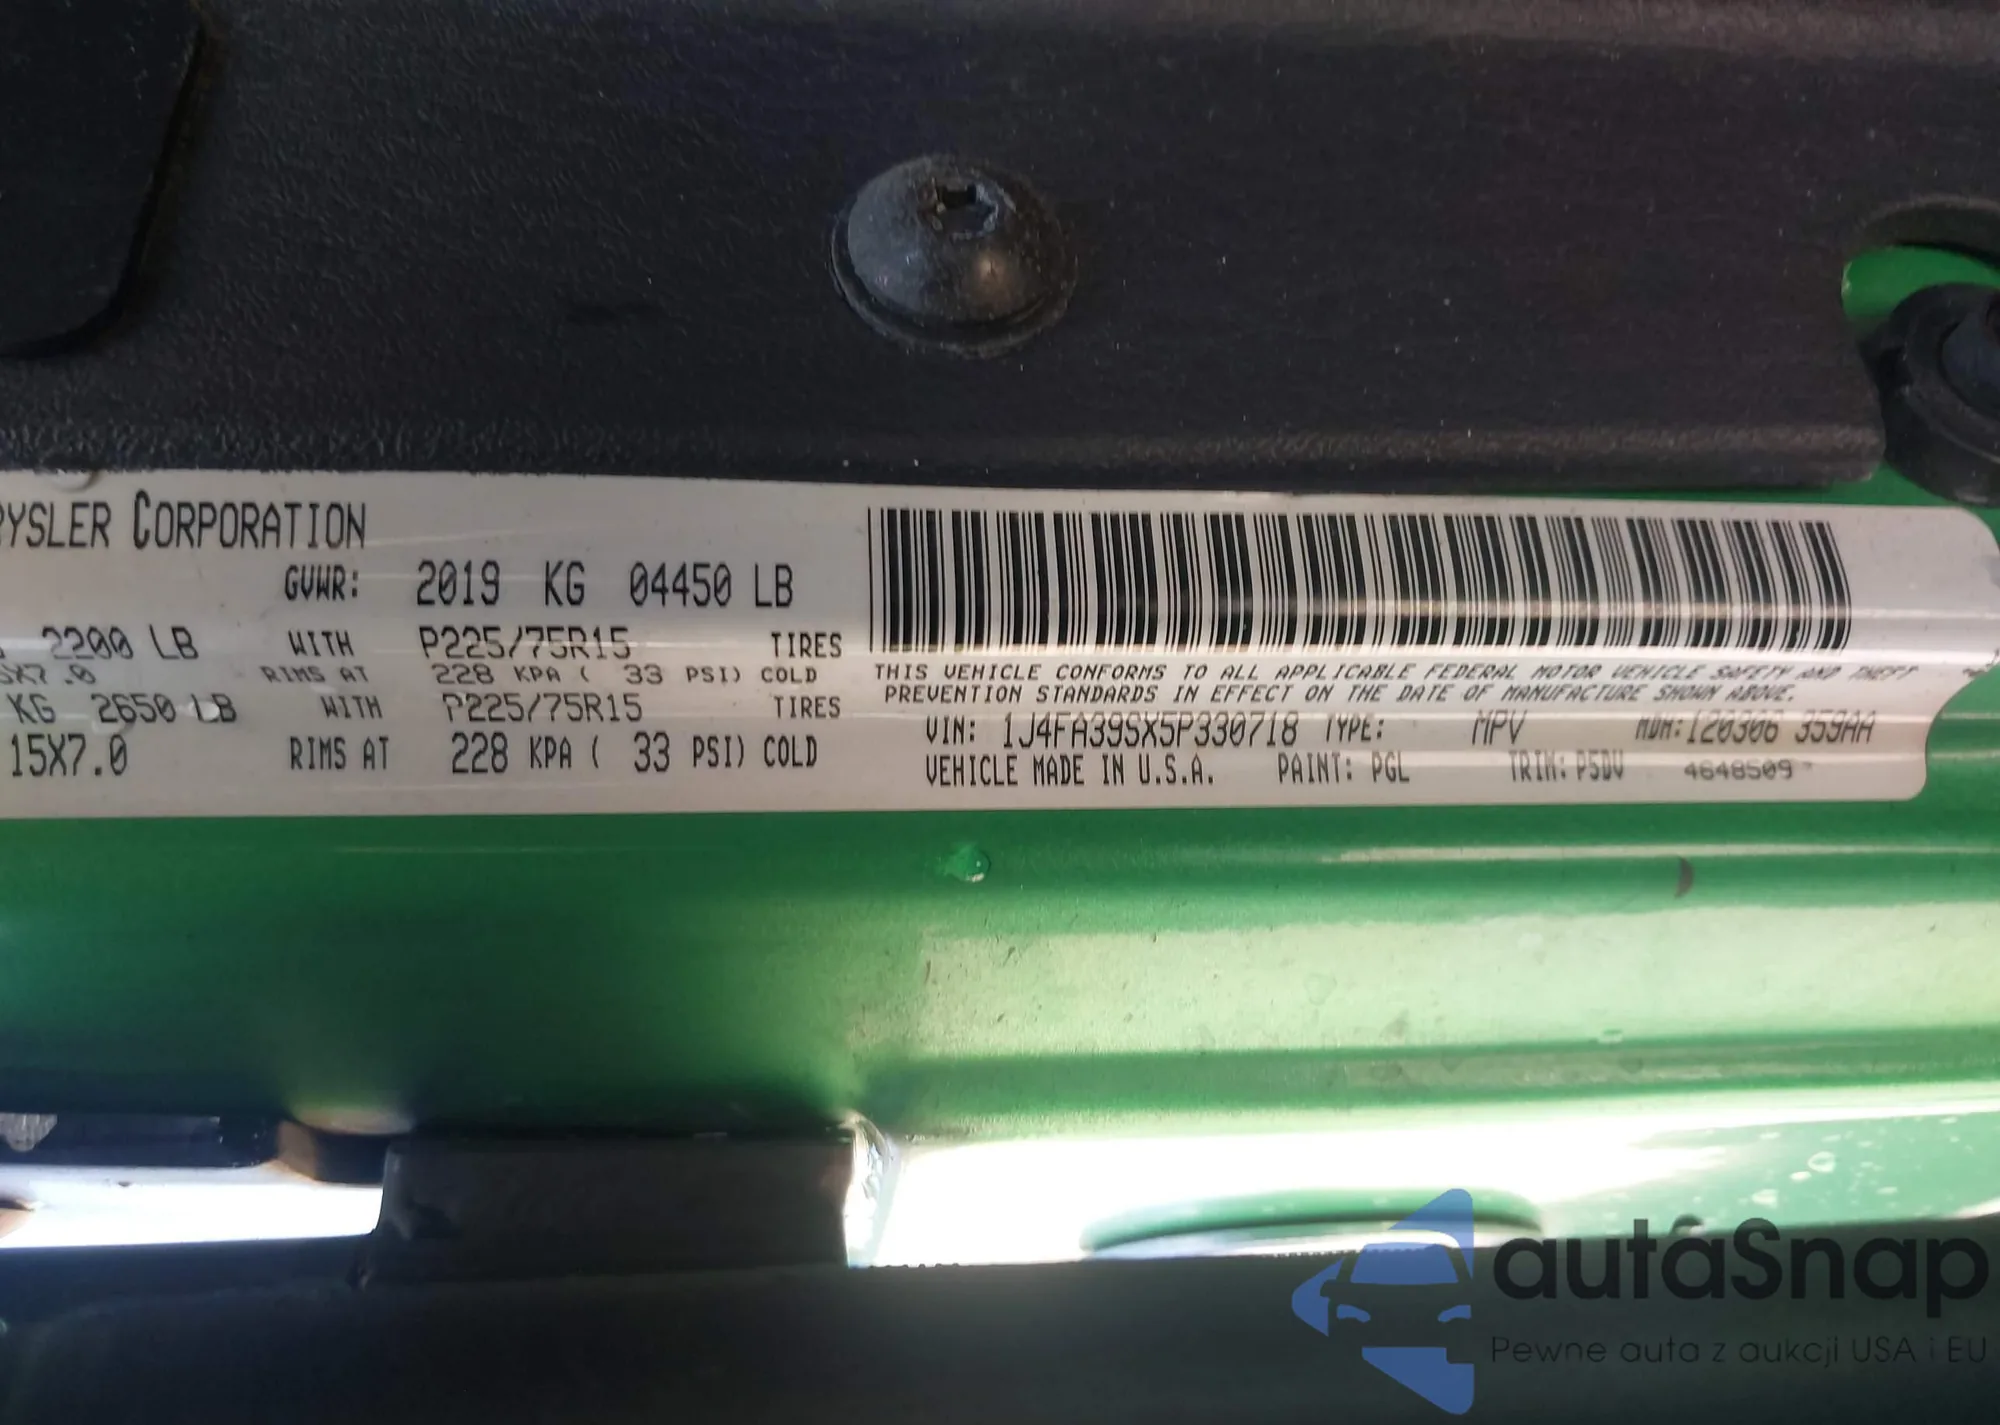 RYSLER CORPORATION
GVWR: 2019 KG 04450 LB
2200 LB WITH P225/75R15 TIRES
5X7.0 RIMS AT 228 KPA ( 33 PSI) COLD
KG 2650 LB WITH P225/75R15 TIRES
15X7.0 RIMS AT 228 KPA ( 33 PSI) COLD
THIS VEHICLE CONFORMS TO ALL APPLICABLE FEDERAL MOTOR VEHICLE SAFETY AND THEFT
PREVENTION STANDARDS IN EFFECT ON THE DATE OF MANUFACTURE SHOWN ABOVE.
VIN: 1J4FA39SX5P330718 TYPE: MPV MDH: 120306 359AA
VEHICLE MADE IN U.S.A. PAINT: PGL TRIM: P5DV 4648509
autaSnap
Pewne auta z aukcji USA i EU